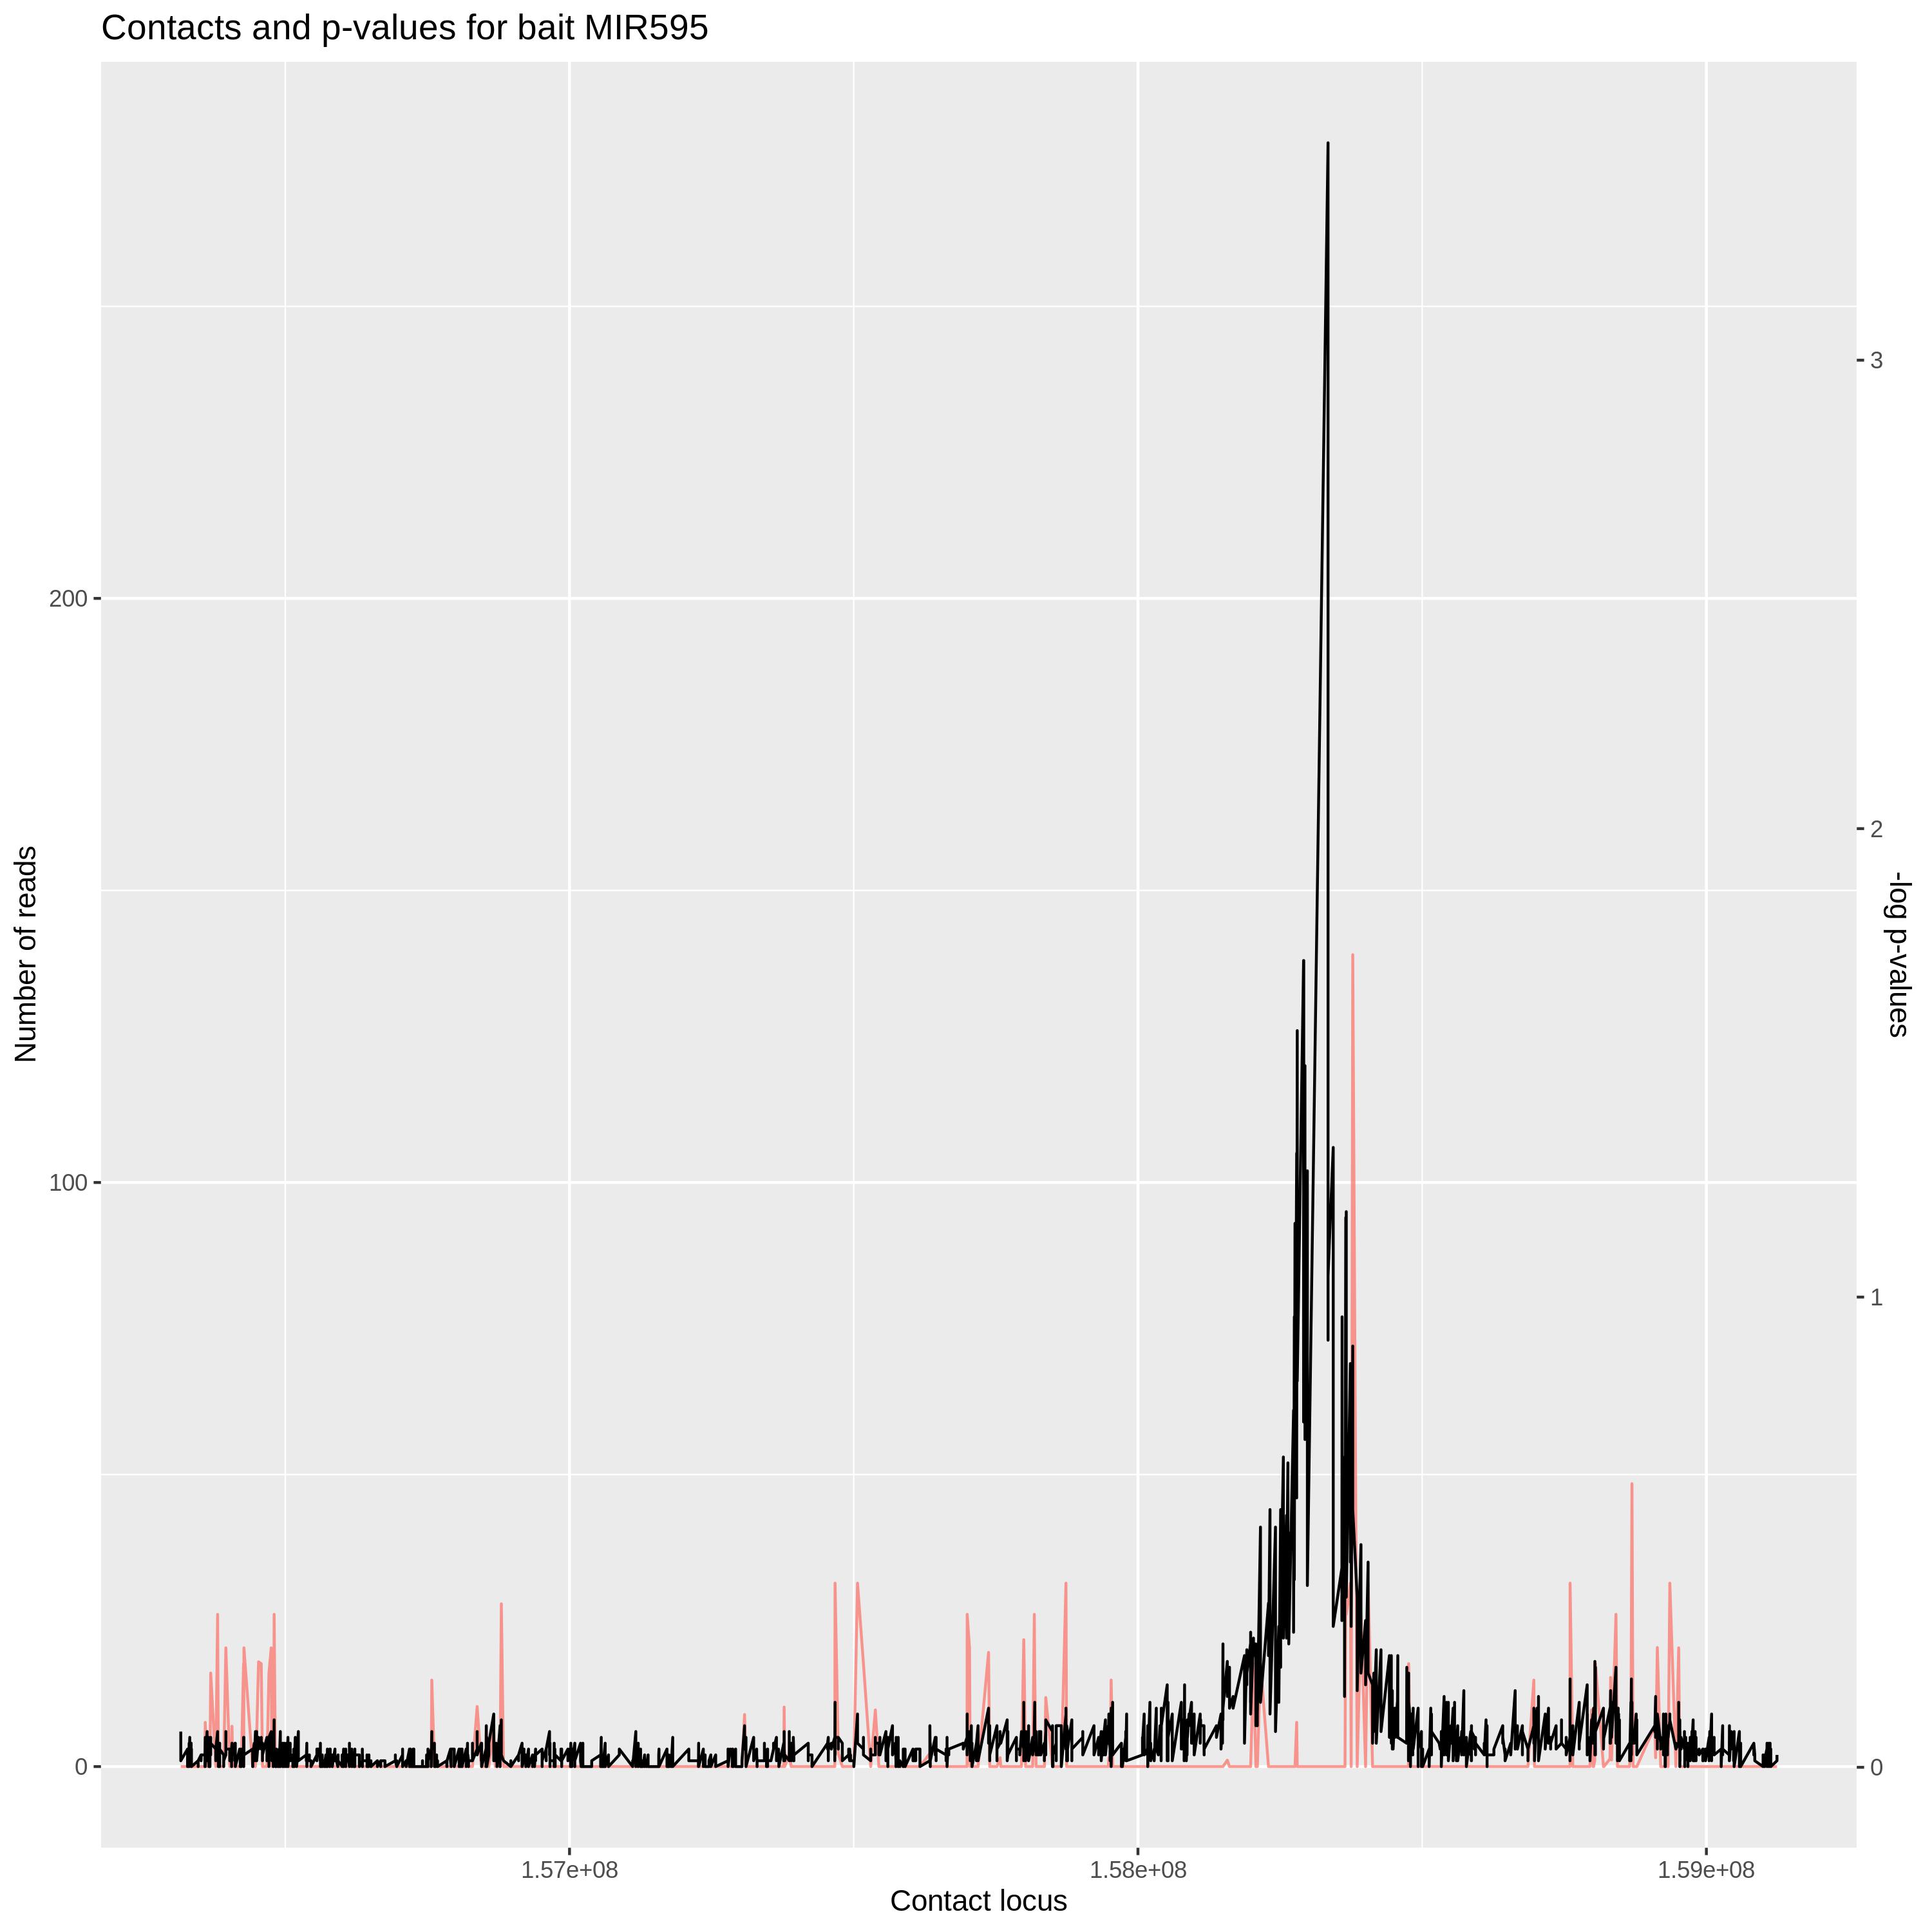 Contacts and p-values for bait MIR595
Number of reads
200
100
0
3
2
1
0
-log p-values
1.57e+08
1.58e+08
1.59e+08
Contact locus